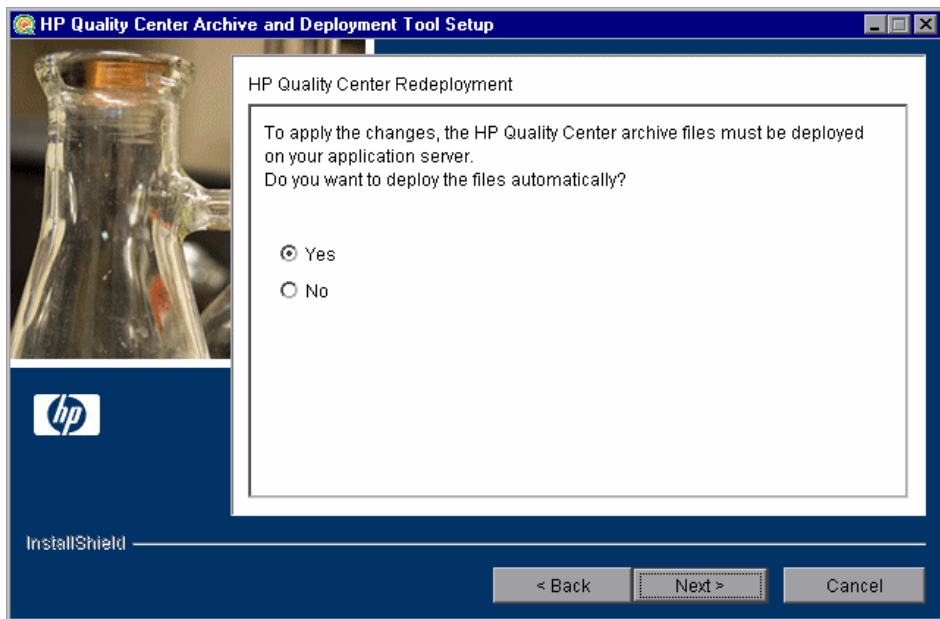 HP Quality Center Archive and Deployment Tool Setup
HP Quality Center Redeployment
To apply the changes, the HP Quality Center archive files must be deployed
on your application server.
Do you want to deploy the files automatically?
Yes
No
hp
InstallShield
< Back
Next >
Cancel